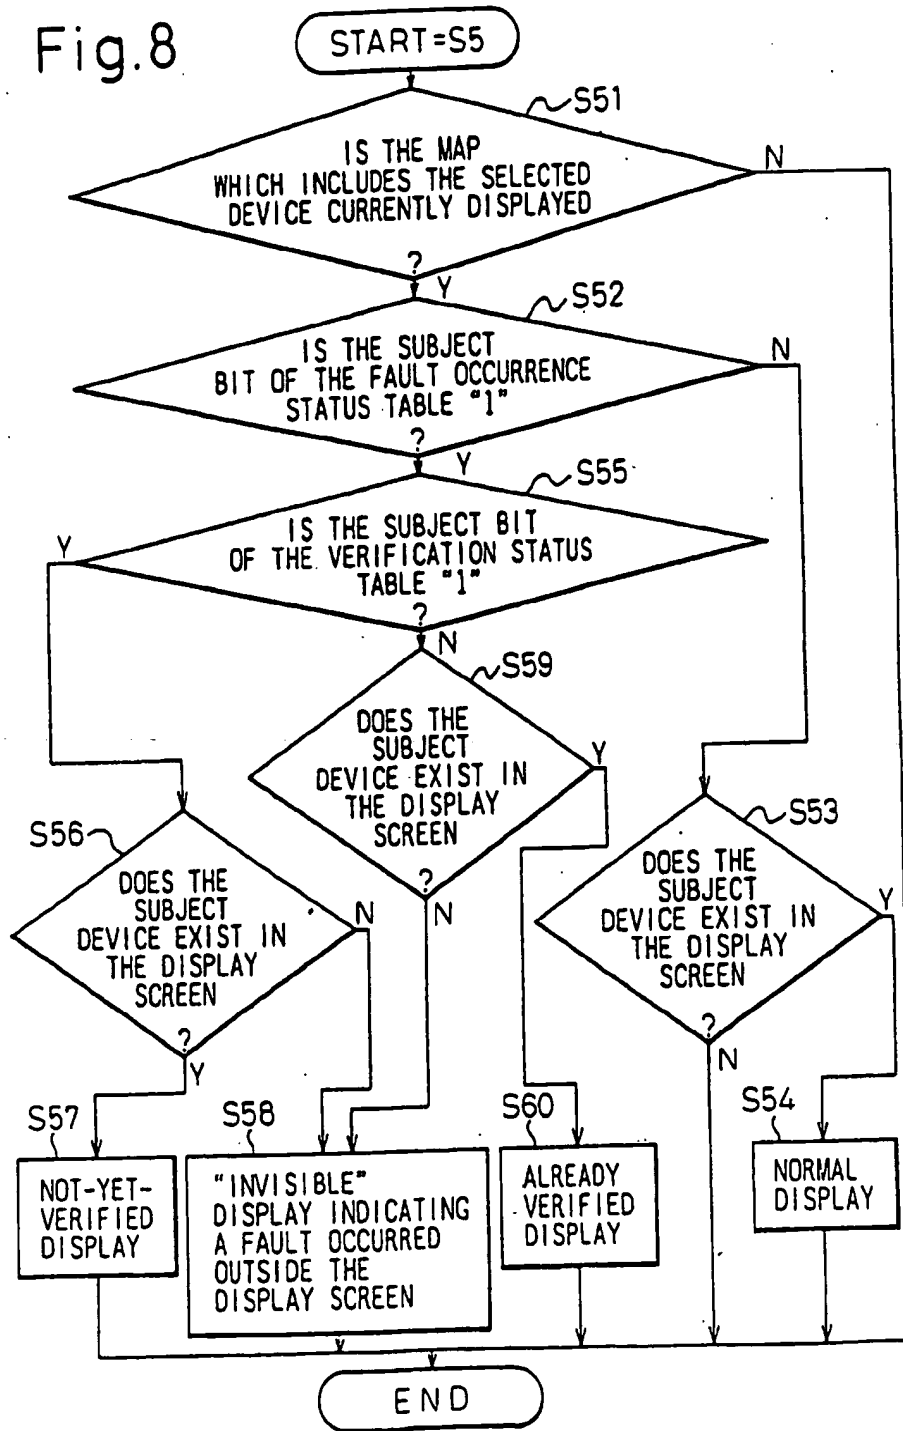 Fig.8
START=S5
S51
IS THE MAP
WHICH INCLUDES THE SELECTED
DEVICE CURRENTLY DISPLAYED
?
N
Y
S52
IS THE SUBJECT
BIT OF THE FAULT OCCURRENCE
STATUS TABLE "1"
?
N
Y
S55
IS THE SUBJECT BIT
OF THE VERIFICATION STATUS
TABLE "1"
?
Y
N
S59
DOES THE
SUBJECT
DEVICE EXIST IN
THE DISPLAY
SCREEN
?
Y
N
S56
DOES THE
SUBJECT
DEVICE EXIST IN
THE DISPLAY
SCREEN
?
N
Y
S53
DOES THE
SUBJECT
DEVICE EXIST IN
THE DISPLAY
SCREEN
?
Y
N
S57
NOT-YET-
VERIFIED
DISPLAY
S58
"INVISIBLE"
DISPLAY INDICATING
A FAULT OCCURRED
OUTSIDE THE
DISPLAY SCREEN
S60
ALREADY
VERIFIED
DISPLAY
S54
NORMAL
DISPLAY
END